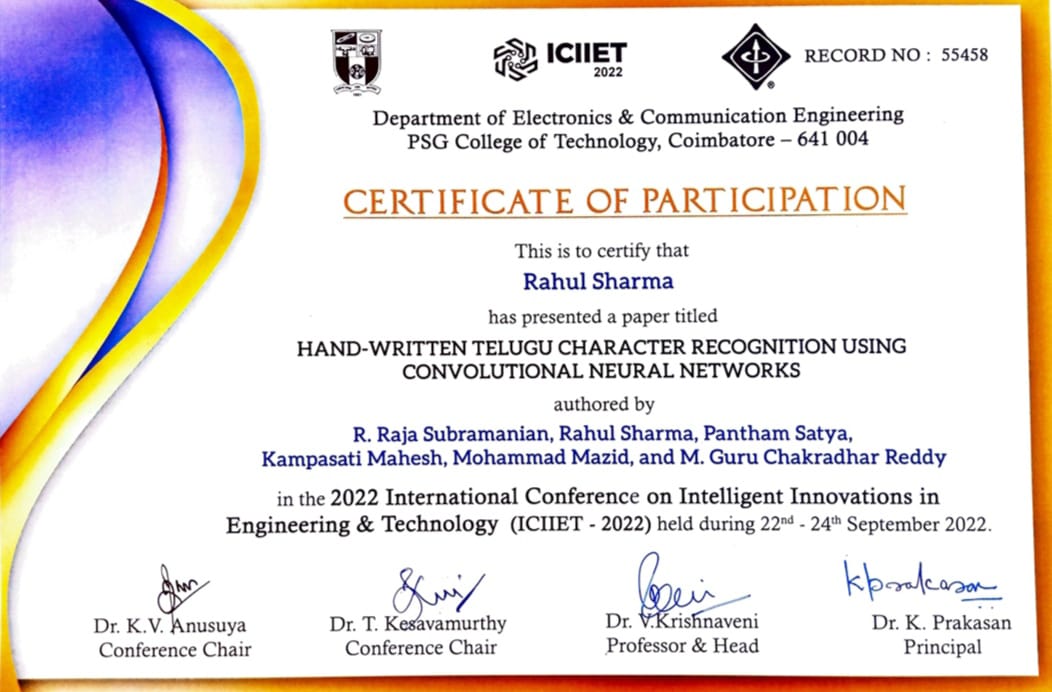 ICIIET
2022
RECORD NO : 55458
Department of Electronics & Communication Engineering
PSG College of Technology, Coimbatore – 641 004
CERTIFICATE OF PARTICIPATION
This is to certify that
Rahul Sharma
has presented a paper titled
HAND-WRITTEN TELUGU CHARACTER RECOGNITION USING
CONVOLUTIONAL NEURAL NETWORKS
authored by
R. Raja Subramanian, Rahul Sharma, Pantham Satya,
Kampasati Mahesh, Mohammad Mazid, and M. Guru Chakradhar Reddy
in the 2022 International Conference on Intelligent Innovations in
Engineering & Technology (ICIIET - 2022) held during 22nd - 24th September 2022.
kprakasan
Dr. K.V. Anusuya
Dr. T. Kesavamurthy
Dr. V.Krishnaveni
Dr. K. Prakasan
Conference Chair
Conference Chair
Professor & Head
Principal